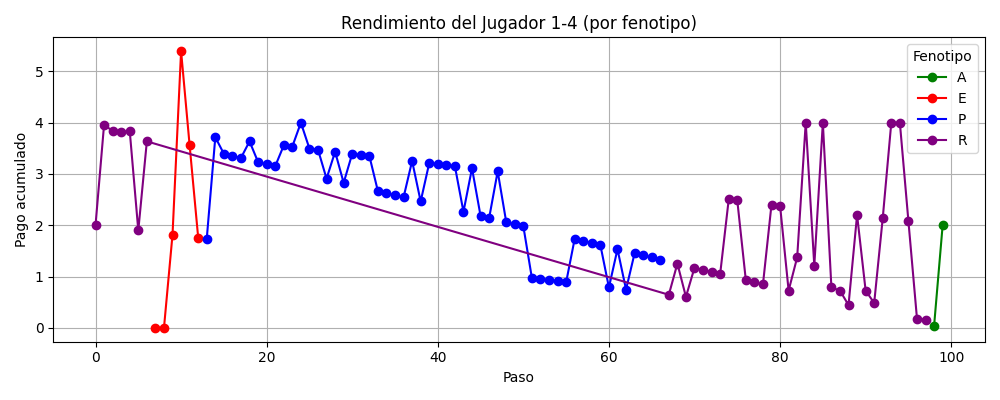 Rendimiento del Jugador 1-4 (por fenotipo)
Pago acumulado
5
4
3
2
1
0
Fenotipo
A
E
P
R
0 20 40 60 80 100
Paso